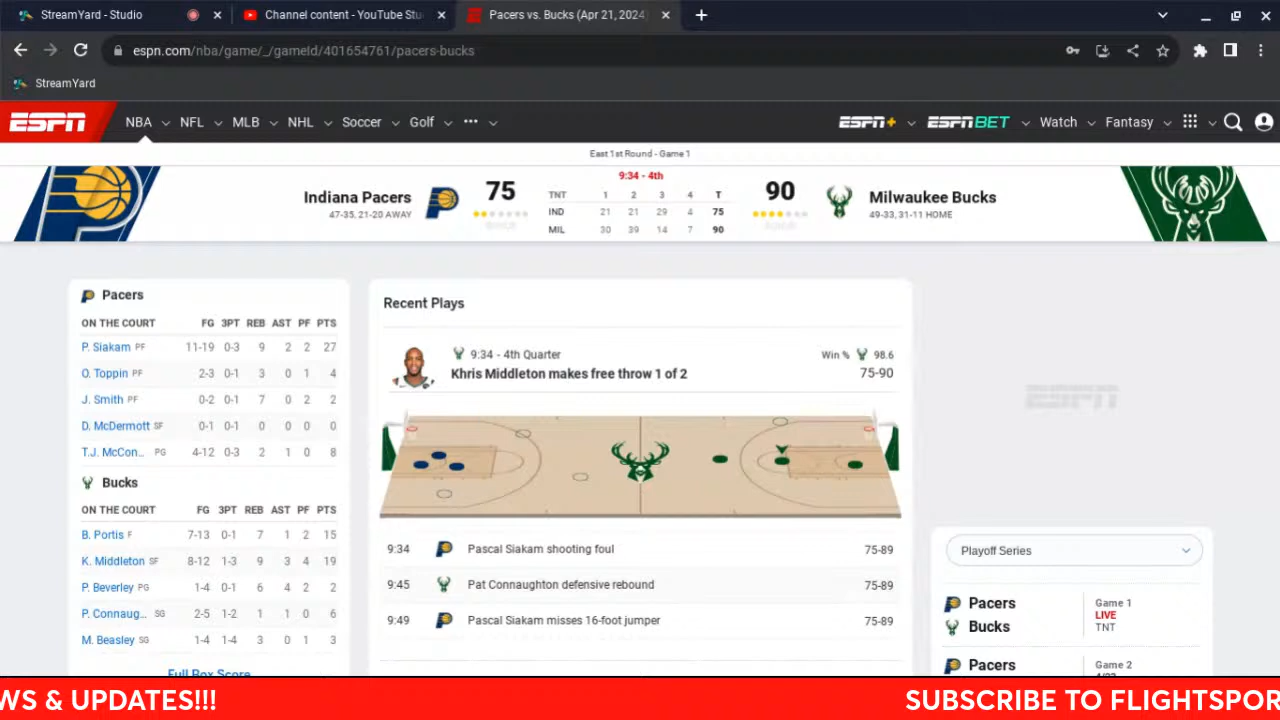 StreamYard - Studio
Channel content - YouTube Stu
Pacers vs. Bucks (Apr 21, 2024)
espn.com/nba/game/_/gameId/401654761/pacers-bucks
StreamYard
ESPN NBA NFL MLB NHL Soccer Golf ••• ESPN+ ESPN BET Watch Fantasy
East 1st Round - Game 1
Indiana Pacers
47-35, 21-20 AWAY
75
9:34 - 4th
TNT 1 2 3 4 T
IND 21 21 29 4 75
MIL 30 39 14 7 90
90
Milwaukee Bucks
49-33, 31-11 HOME
Pacers
ON THE COURT FG 3PT REB AST PF PTS
P. Siakam PF 11-19 0-3 9 2 2 27
O. Toppin PF 2-3 0-1 3 0 1 4
J. Smith PF 0-2 0-1 7 0 2 2
D. McDermott SF 0-1 0-1 0 0 0 0
T.J. McCon... PG 4-12 0-3 2 1 0 8
Bucks
ON THE COURT FG 3PT REB AST PF PTS
B. Portis F 7-13 0-1 7 1 2 15
K. Middleton SF 8-12 1-3 9 3 4 19
P. Beverley PG 1-4 0-1 6 4 2 2
P. Connaug... SG 2-5 1-2 1 1 0 6
M. Beasley SG 1-4 1-4 3 0 1 3
Full Box Score
Recent Plays
9:34 - 4th Quarter
Khris Middleton makes free throw 1 of 2
Win % 98.6
75-90
9:34 Pascal Siakam shooting foul 75-89
9:45 Pat Connaughton defensive rebound 75-89
9:49 Pascal Siakam misses 16-foot jumper 75-89
ESPN
Playoff Series
Pacers
Bucks
Game 1
LIVE
TNT
Pacers
Game 2
WS & UPDATES!!!
SUBSCRIBE TO FLIGHTSPOR